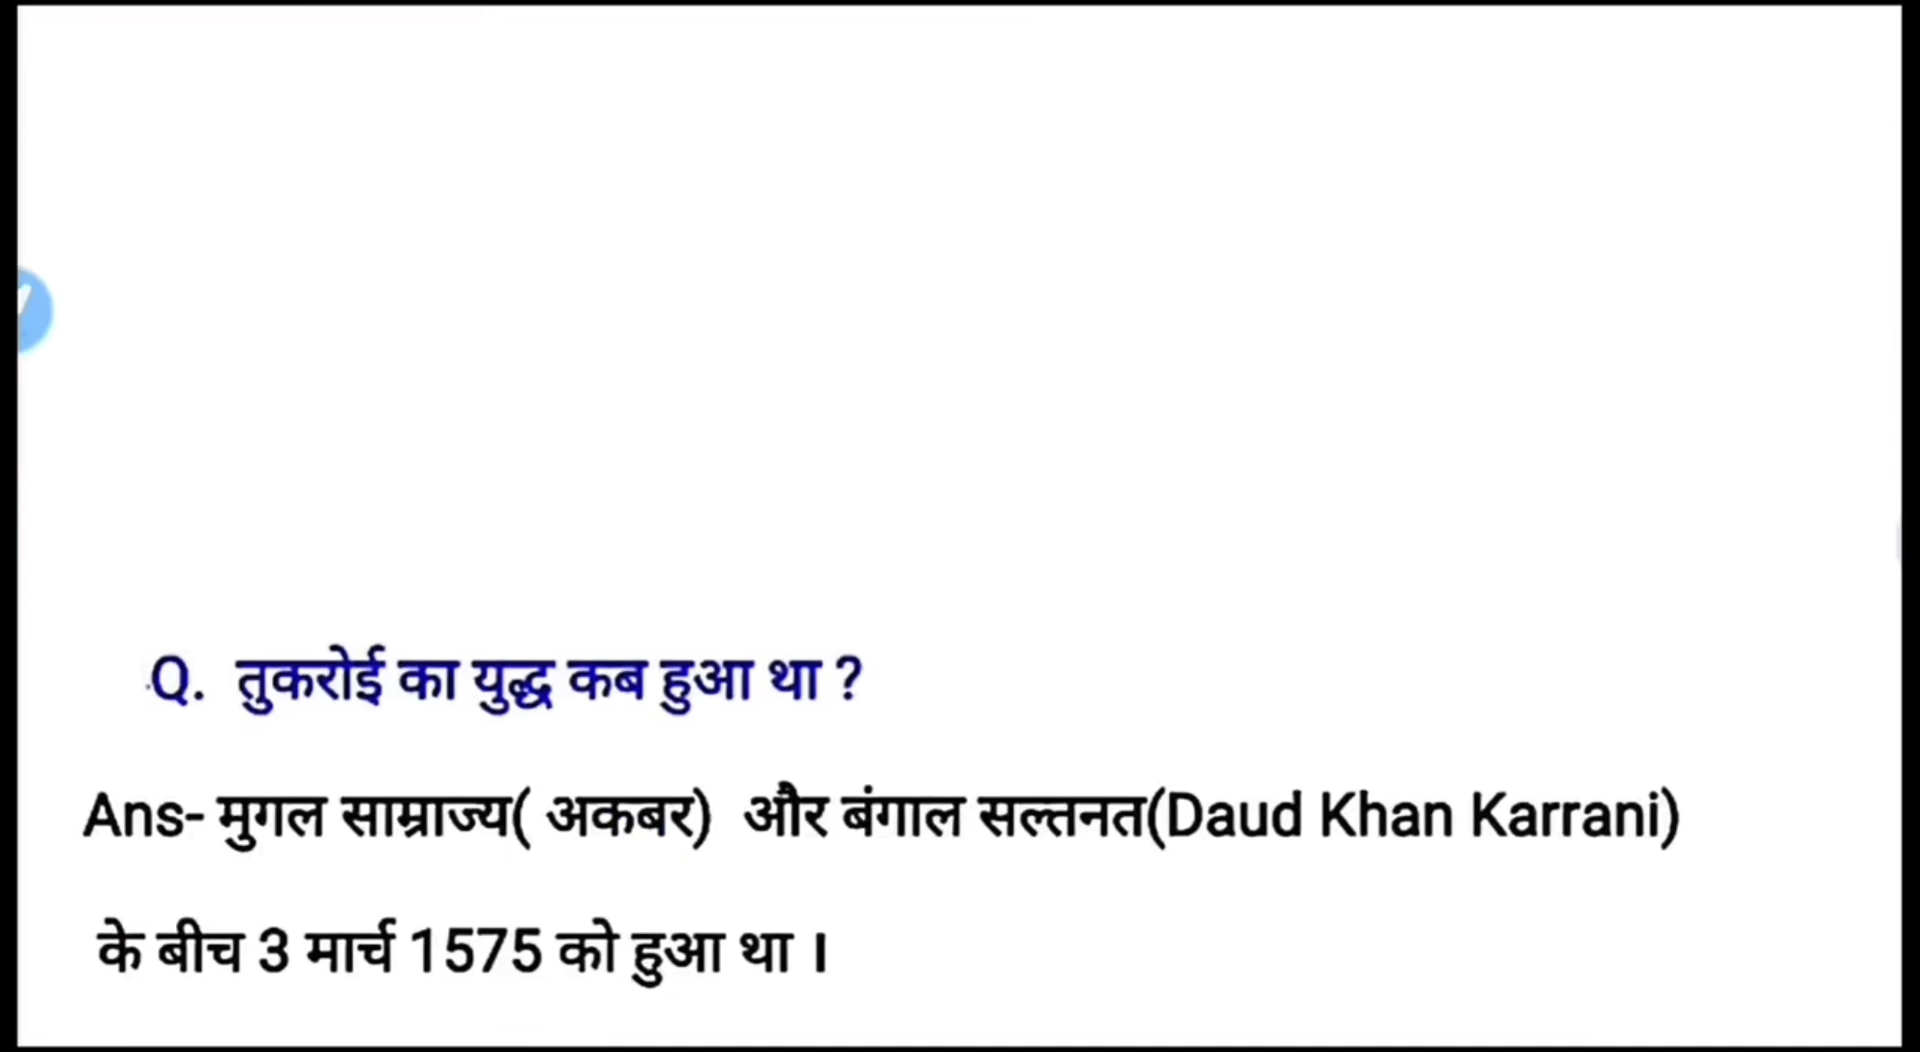 Q. तुकरोई का युद्ध कब हुआ था ?
Ans- मुगल साम्राज्य( अकबर) और बंगाल सल्तनत(Daud Khan Karrani)
के बीच 3 मार्च 1575 को हुआ था ।